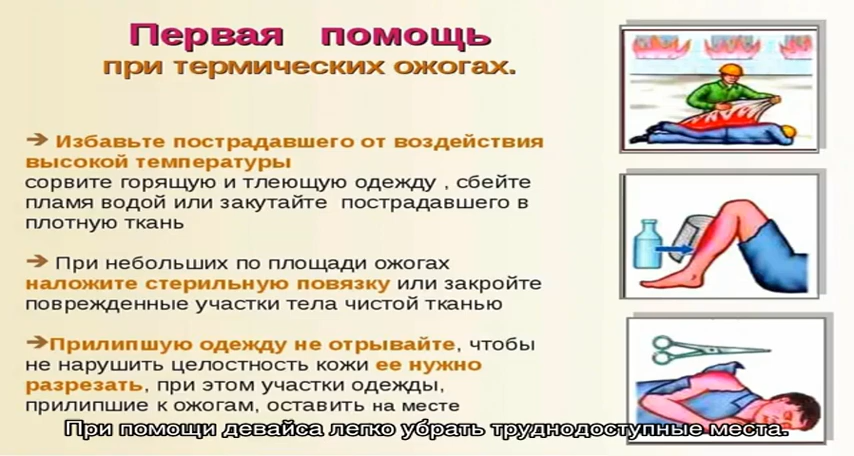 Первая помощь
при термических ожогах.
➔ Избавьте пострадавшего от воздействия
высокой температуры
сорвите горящую и тлеющую одежду , сбейте
пламя водой или закутайте пострадавшего в
плотную ткань
➔ При небольших по площади ожогах
наложите стерильную повязку или закройте
поврежденные участки тела чистой тканью
➔Прилипшую одежду не отрывайте, чтобы
не нарушить целостность кожи ее нужно
разрезать, при этом участки одежды,
прилипшие к ожогам, оставить на месте
При помощи девайса легко убрать труднодоступные места.